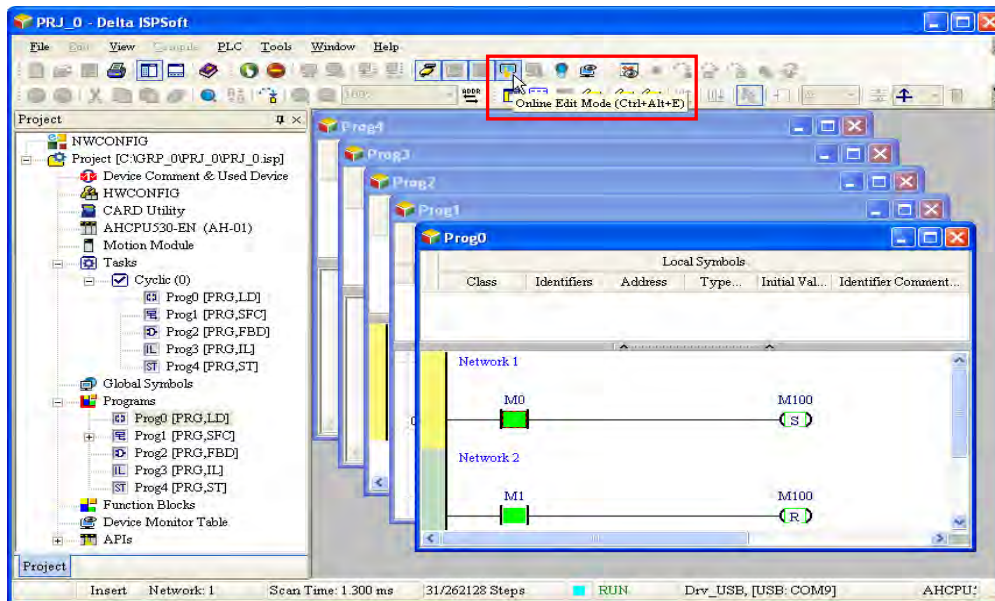 PRJ_0 - Delta ISPSoft
File Edit View Compile PLC Tools Window Help
100%
ADDR
Online Edit Mode (Ctrl+Alt+E)
Project
NWCONFIG
Project [C:\GRP_0\PRJ_0\PRJ_0.isp]
Device Comment & Used Device
HWCONFIG
CARD Utility
AHCPU530-EN (AH-01)
Motion Module
Tasks
Cyclic (0)
Prog0 [PRG,LD]
Prog1 [PRG,SFC]
Prog2 [PRG,FBD]
Prog3 [PRG,IL]
Prog4 [PRG,ST]
Global Symbols
Programs
Prog0 [PRG,LD]
Prog1 [PRG,SFC]
Prog2 [PRG,FBD]
Prog3 [PRG,IL]
Prog4 [PRG,ST]
Function Blocks
Device Monitor Table
APIs
Project
Prog4
Prog3
Prog2
Prog1
Prog0
Local Symbols
Class Identifiers Address Type... Initial Val... Identifier Comment...
Network 1
M0 M100
S
Network 2
M1 M100
R
Insert Network: 1 Scan Time: 1.300 ms 31/262128 Steps RUN Drv_USB, [USB: COM9] AHCPU